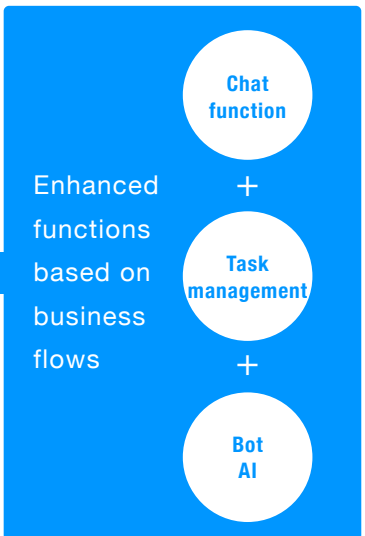 Enhanced
functions
based on
business
flows
Chat
function
+
Task
management
+
Bot
AI